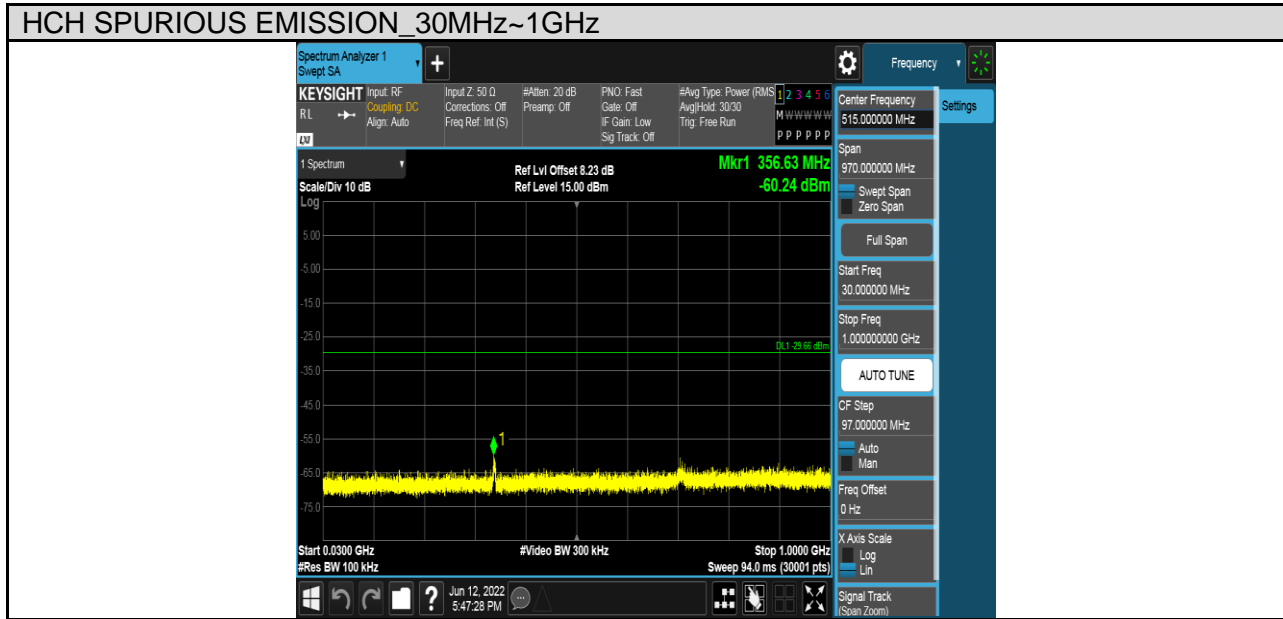 HCH SPURIOUS EMISSION_30MHz~1GHz
Spectrum Analyzer 1
Swept SA
+
Frequency
KEYSIGHT
RL
LXI
Input: RF
Coupling: DC
Align: Auto
Input Z: 50 Ω
Corrections: Off
Freq Ref: Int (S)
#Atten: 20 dB
Preamp: Off
PNO: Fast
Gate: Off
IF Gain: Low
Sig Track: Off
#Avg Type: Power (RMS
Avg|Hold: 30/30
Trig: Free Run
1 2 3 4 5 6
M W W W W W
P P P P P P
1 Spectrum
Scale/Div 10 dB
Log
Ref Lvl Offset 8.23 dB
Ref Level 15.00 dBm
Mkr1 356.63 MHz
-60.24 dBm
5.00
-5.00
-15.0
-25.0
DL1 -29.66 dBm
-35.0
-45.0
-55.0
1
-65.0
-75.0
Start 0.0300 GHz
#Res BW 100 kHz
#Video BW 300 kHz
Stop 1.0000 GHz
Sweep 94.0 ms (30001 pts)
?
Jun 12, 2022
5:47:28 PM
Center Frequency
515.000000 MHz
Settings
Span
970.000000 MHz
Swept Span
Zero Span
Full Span
Start Freq
30.000000 MHz
Stop Freq
1.000000000 GHz
AUTO TUNE
CF Step
97.000000 MHz
Auto
Man
Freq Offset
0 Hz
X Axis Scale
Log
Lin
Signal Track
(Span Zoom)